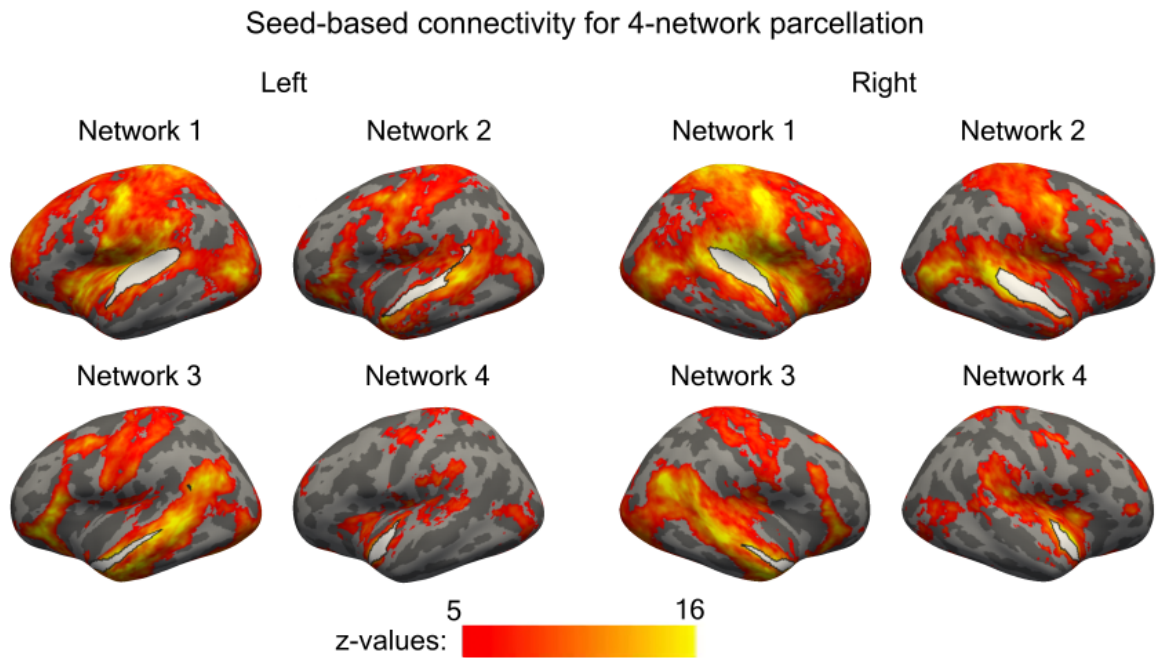 Seed-based connectivity for 4-network parcellation
Left Right
Network 1 Network 2 Network 1 Network 2
Network 3 Network 4 Network 3 Network 4
5 16
z-values: